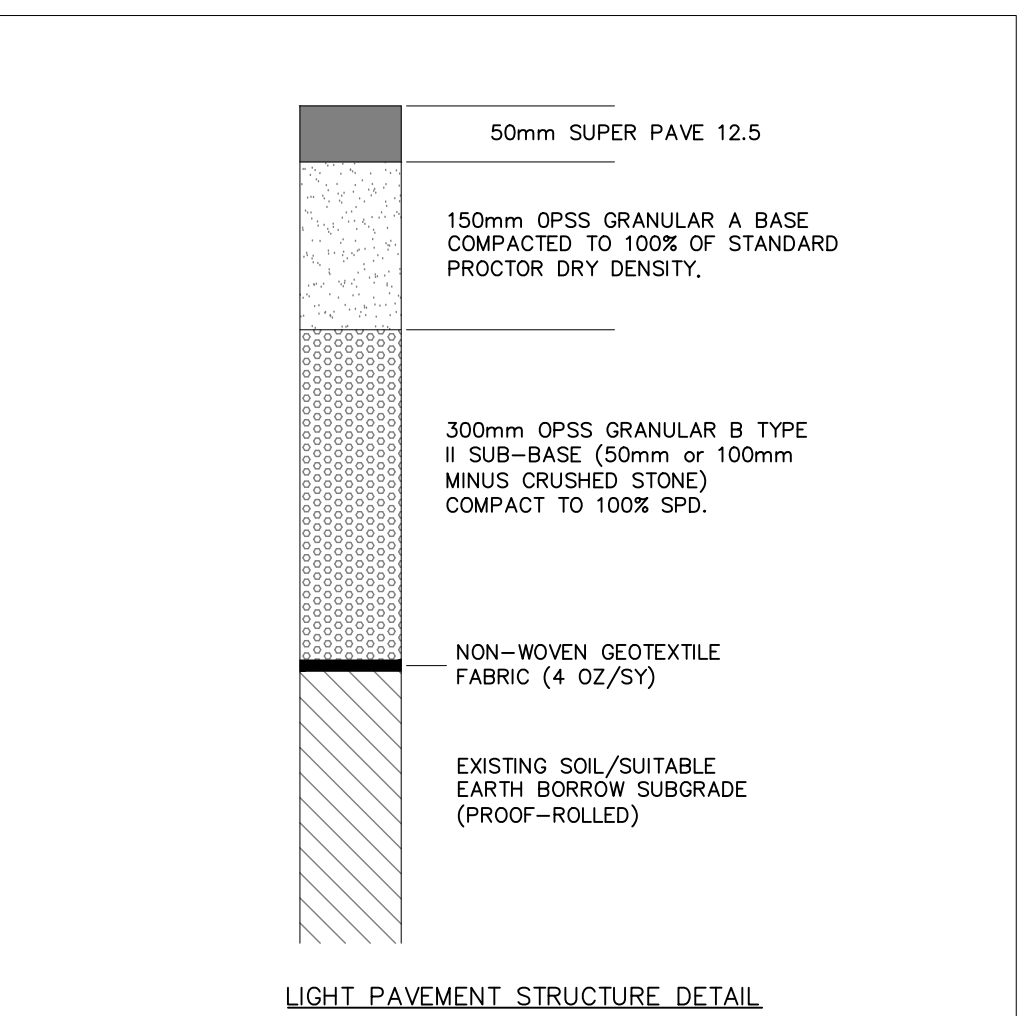 50mm SUPER PAVE 12.5
150mm OPSS GRANULAR A BASE
COMPACTED TO 100% OF STANDARD
PROCTOR DRY DENSITY.
300mm OPSS GRANULAR B TYPE
II SUB-BASE (50mm or 100mm
MINUS CRUSHED STONE)
COMPACT TO 100% SPD.
NON-WOVEN GEOTEXTILE
FABRIC (4 OZ/SY)
EXISTING SOIL/SUITABLE
EARTH BORROW SUBGRADE
(PROOF-ROLLED)
LIGHT PAVEMENT STRUCTURE DETAIL